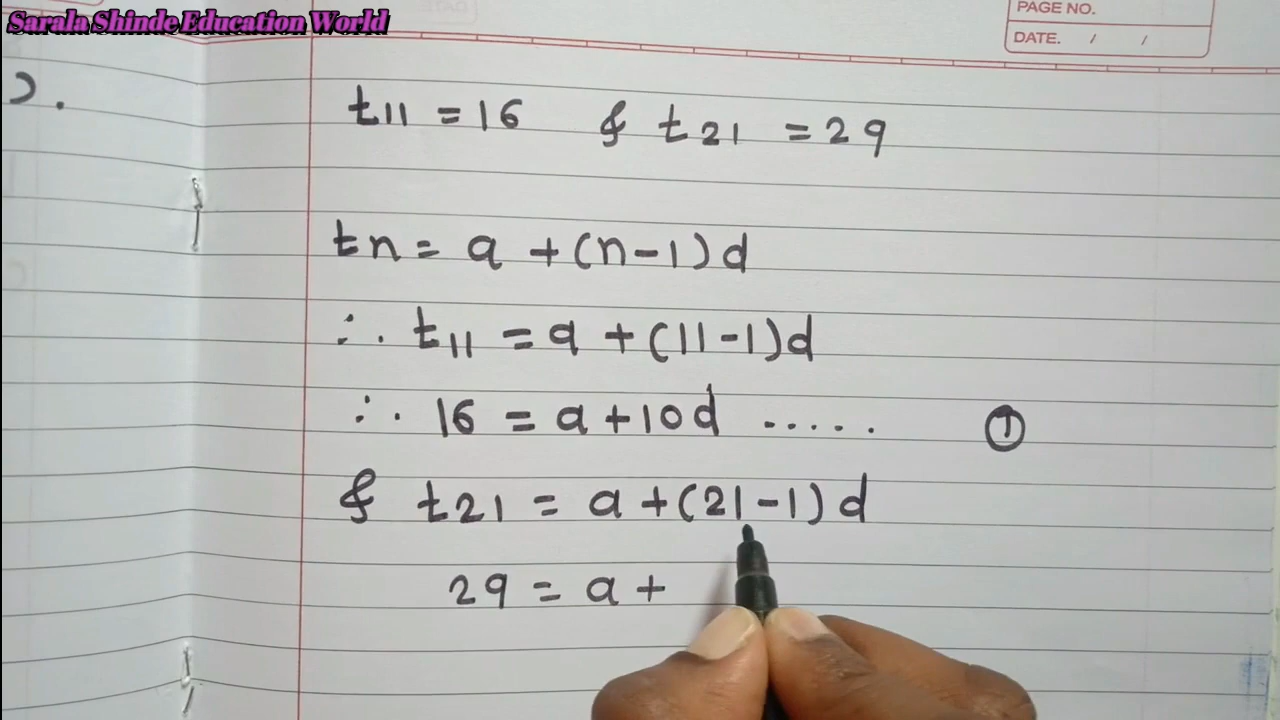 Sarala Shinde Education World
PAGE NO.
DATE. / /
t11 = 16 & t21 = 29
tn = a + (n-1)d
∴ t11 = a + (11-1)d
∴ 16 = a + 10d ..... ①
& t21 = a + (21-1)d
29 = a +